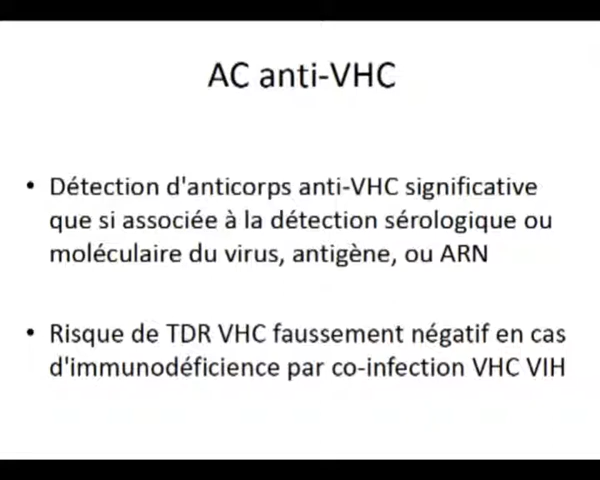 AC anti-VHC
• Détection d'anticorps anti-VHC significative
que si associée à la détection sérologique ou
moléculaire du virus, antigène, ou ARN
• Risque de TDR VHC faussement négatif en cas
d'immunodéficience par co-infection VHC VIH